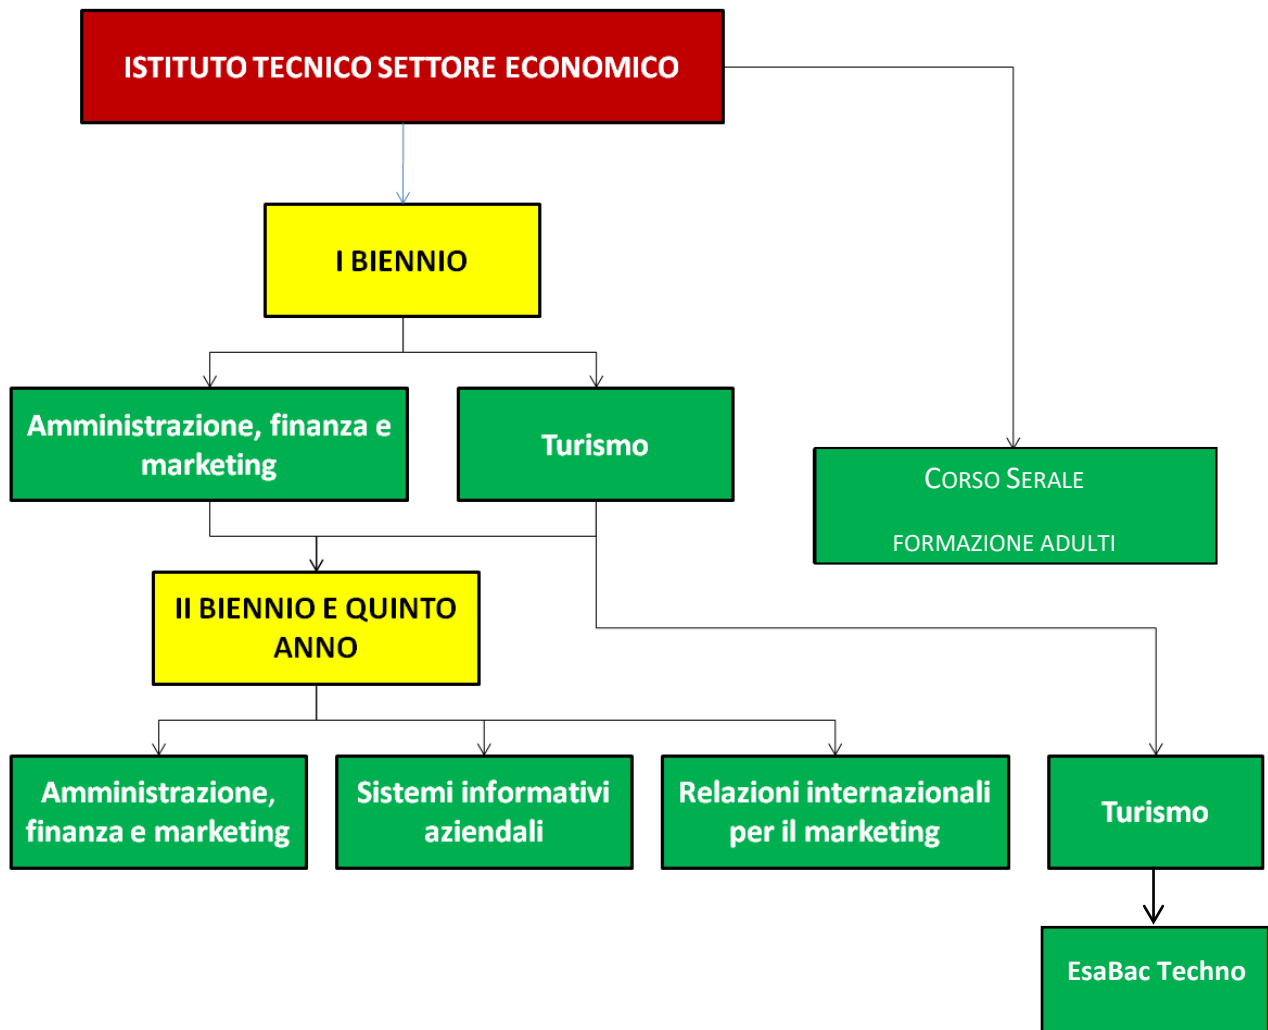 ISTITUTO TECNICO SETTORE ECONOMICO
I BIENNIO
Amministrazione, finanza e
marketing
Turismo
CORSO SERALE
FORMAZIONE ADULTI
II BIENNIO E QUINTO
ANNO
Amministrazione,
finanza e marketing
Sistemi informativi
aziendali
Relazioni internazionali
per il marketing
Turismo
EsaBac Techno